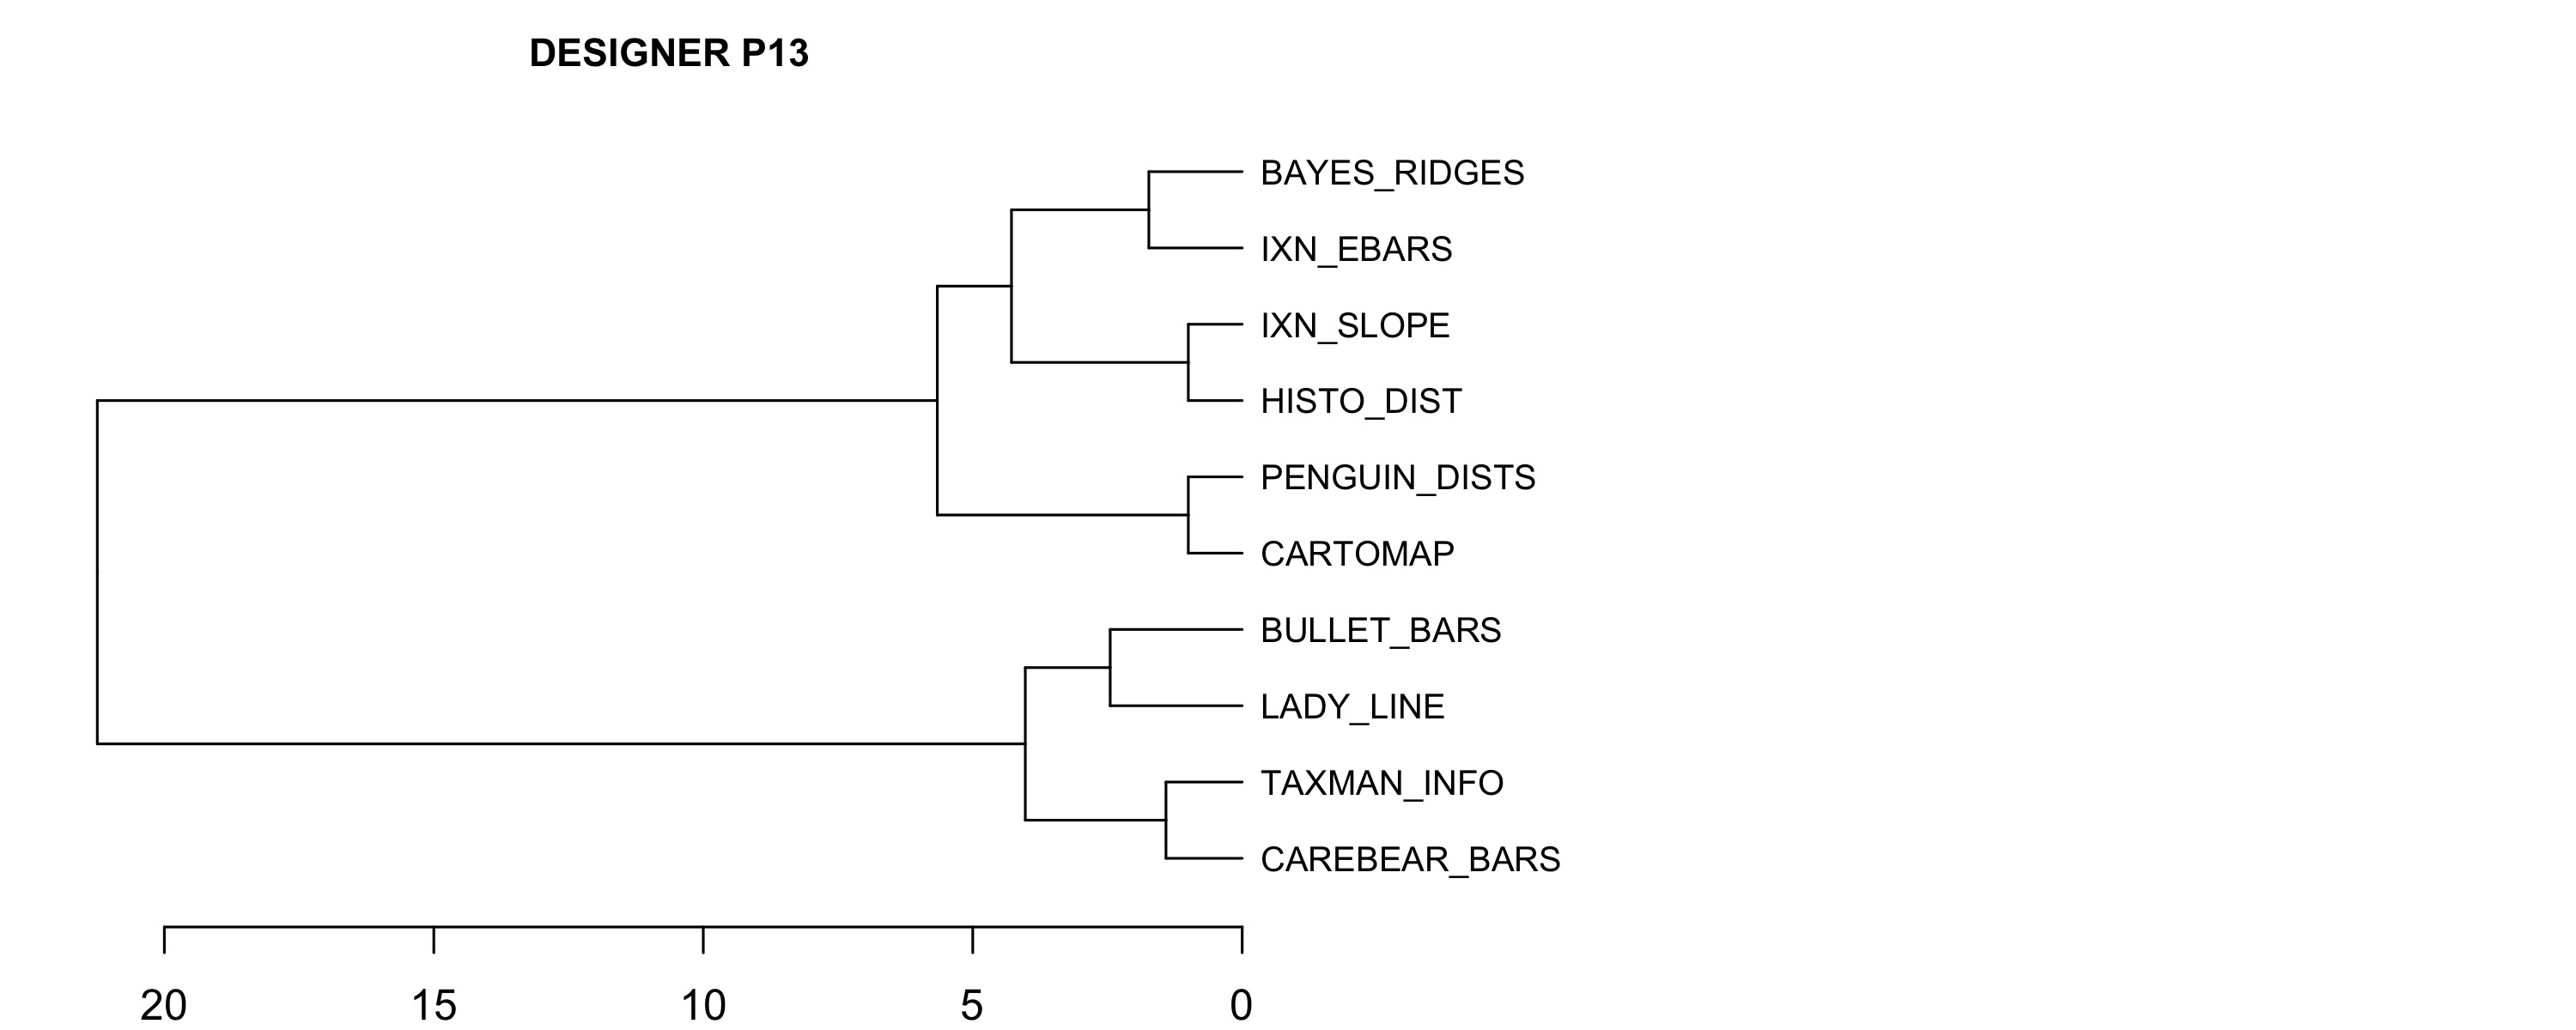 DESIGNER P13
BAYES_RIDGES
IXN_EBARS
IXN_SLOPE
HISTO_DIST
PENGUIN_DISTS
CARTOMAP
BULLET_BARS
LADY_LINE
TAXMAN_INFO
CAREBEAR_BARS
20 15 10 5 0